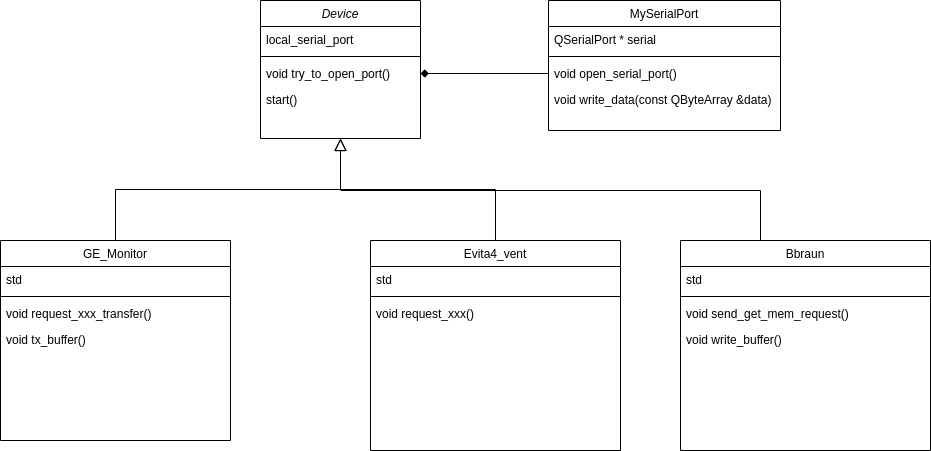 Device
local_serial_port
void try_to_open_port()
start()
MySerialPort
QSerialPort * serial
void open_serial_port()
void write_data(const QByteArray &data)
GE_Monitor
std
void request_xxx_transfer()
void tx_buffer()
Evita4_vent
std
void request_xxx()
Bbraun
std
void send_get_mem_request()
void write_buffer()